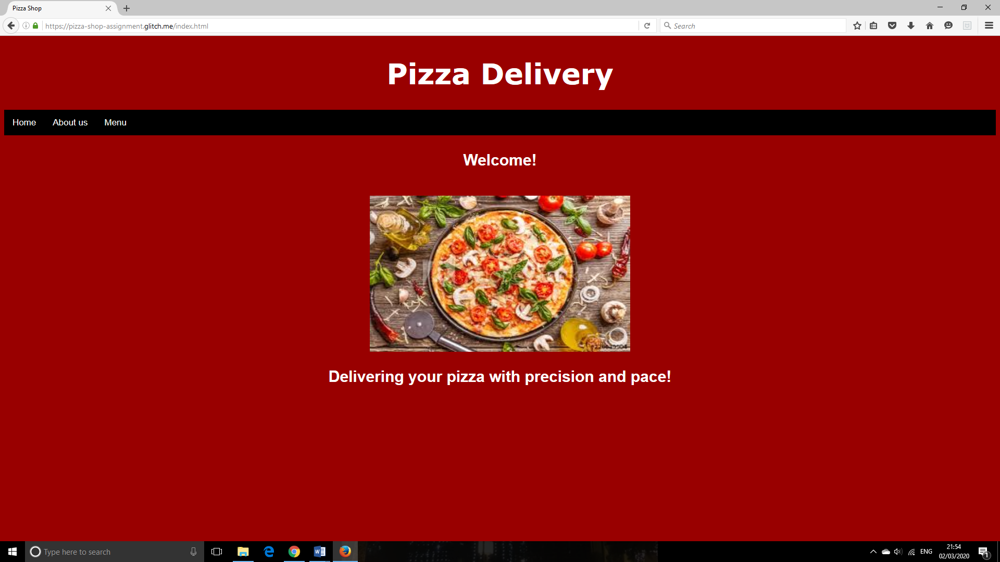 Pizza Shop
https://pizza-shop-assignment.glitch.me/index.html
Search
Pizza Delivery
Home
About us
Menu
Welcome!
Delivering your pizza with precision and pace!
Type here to search
ENG
21:54
02/03/2020
1